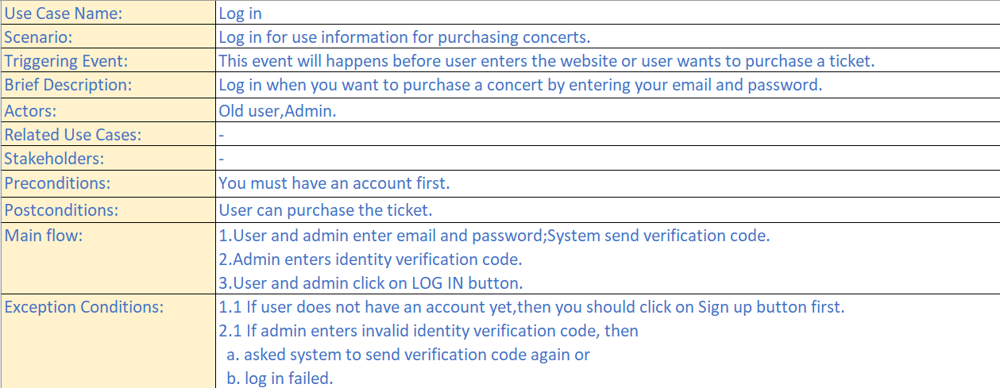 Use Case Name: Log in
Scenario: Log in for use information for purchasing concerts.
Triggering Event: This event will happens before user enters the website or user wants to purchase a ticket.
Brief Description: Log in when you want to purchase a concert by entering your email and password.
Actors: Old user,Admin.
Related Use Cases: -
Stakeholders: -
Preconditions: You must have an account first.
Postconditions: User can purchase the ticket.
Main flow: 1.User and admin enter email and password;System send verification code.
2.Admin enters identity verification code.
3.User and admin click on LOG IN button.
Exception Conditions: 1.1 If user does not have an account yet,then you should click on Sign up button first.
2.1 If admin enters invalid identity verification code, then
a. asked system to send verification code again or
b. log in failed.